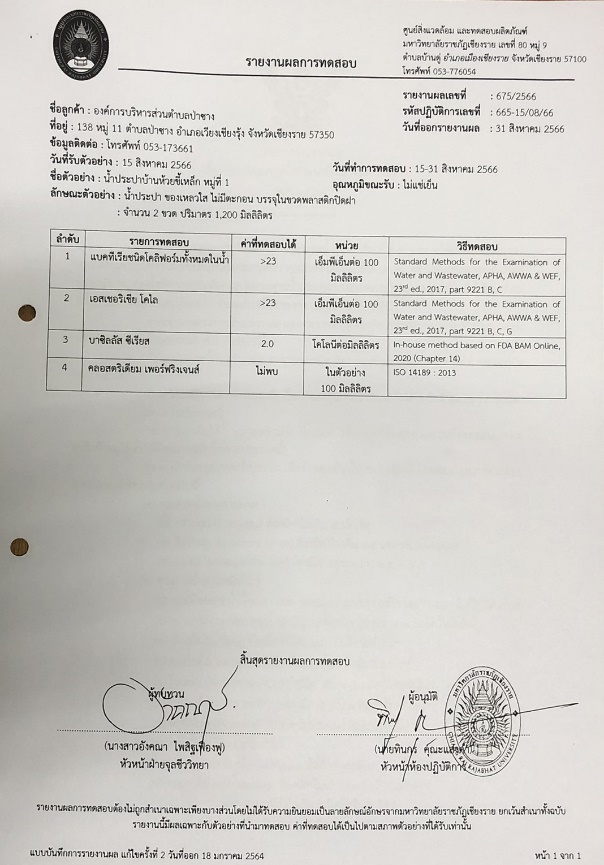 ศูนย์สิ่งแวดล้อม และทดสอบผลิตภัณฑ์
มหาวิทยาลัยราชภัฏเชียงราย เลขที่ 80 หมู่ 9
ตำบลบ้านดู่ อำเภอเมืองเชียงราย จังหวัดเชียงราย 57100
โทรศัพท์ 053-776054
รายงานผลการทดสอบ
รายงานผลเลขที่ : 675/2566
รหัสปฏิบัติการเลขที่ : 665-15/08/66
วันที่ออกรายงานผล : 31 สิงหาคม 2566
ชื่อลูกค้า : องค์การบริหารส่วนตำบลป่าซาง
ที่อยู่ : 138 หมู่ 11 ตำบลป่าซาง อำเภอเวียงเชียงรุ้ง จังหวัดเชียงราย 57350
ข้อมูลติดต่อ : โทรศัพท์ 053-173661
วันที่รับตัวอย่าง : 15 สิงหาคม 2566 วันที่ทำการทดสอบ : 15-31 สิงหาคม 2566
ชื่อตัวอย่าง : น้ำประปาบ้านห้วยขี้เหล็ก หมู่ที่ 1 อุณหภูมิขณะรับ : ไม่แช่เย็น
ลักษณะตัวอย่าง : น้ำประปา ของเหลวใส ไม่มีตะกอน บรรจุในขวดพลาสติกปิดฝา
: จำนวน 2 ขวด ปริมาตร 1,200 มิลลิลิตร
ลำดับ รายการทดสอบ ค่าที่ทดสอบได้ หน่วย วิธีทดสอบ
1 แบคทีเรียชนิดโคลิฟอร์มทั้งหมดในน้ำ >23 เอ็มพีเอ็นต่อ 100 Standard Methods for the Examination of
มิลลิลิตร Water and Wastewater, APHA, AWWA & WEF,
23rd ed., 2017, part 9221 B, C
2 เอสเชอริเชีย โคไล >23 เอ็มพีเอ็นต่อ 100 Standard Methods for the Examination of
มิลลิลิตร Water and Wastewater, APHA, AWWA & WEF,
23rd ed., 2017, part 9221 B, C, G
3 บาซิลลัส ซีเรียส 2.0 โคโลนีต่อมิลลิลิตร In-house method based on FDA BAM Online,
2020 (Chapter 14)
4 คลอสตริเดียม เพอร์ฟริงเจนส์ ไม่พบ ในตัวอย่าง ISO 14189 : 2013
100 มิลลิลิตร
สิ้นสุดรายงานผลการทดสอบ
ผู้ทบทวน ผู้อนุมัติ
(นางสาวอังคณา ไพสิฐเฟื่องฟู)
หัวหน้าฝ่ายจุลชีววิทยา หัวหน้าห้องปฏิบัติการ
รายงานผลการทดสอบต้องไม่ถูกสำเนาเฉพาะเพียงบางส่วนโดยไม่ได้รับความยินยอมเป็นลายลักษณ์อักษรจากมหาวิทยาลัยราชภัฏเชียงราย ยกเว้นสำเนาทั้งฉบับ
รายงานนี้มีผลเฉพาะกับตัวอย่างที่นำมาทดสอบ ค่าที่ทดสอบได้เป็นไปตามสภาพตัวอย่างที่ได้รับเท่านั้น
แบบบันทึกการรายงานผล แก้ไขครั้งที่ 2 วันที่ออก 18 มกราคม 2564 หน้า 1 จาก 1